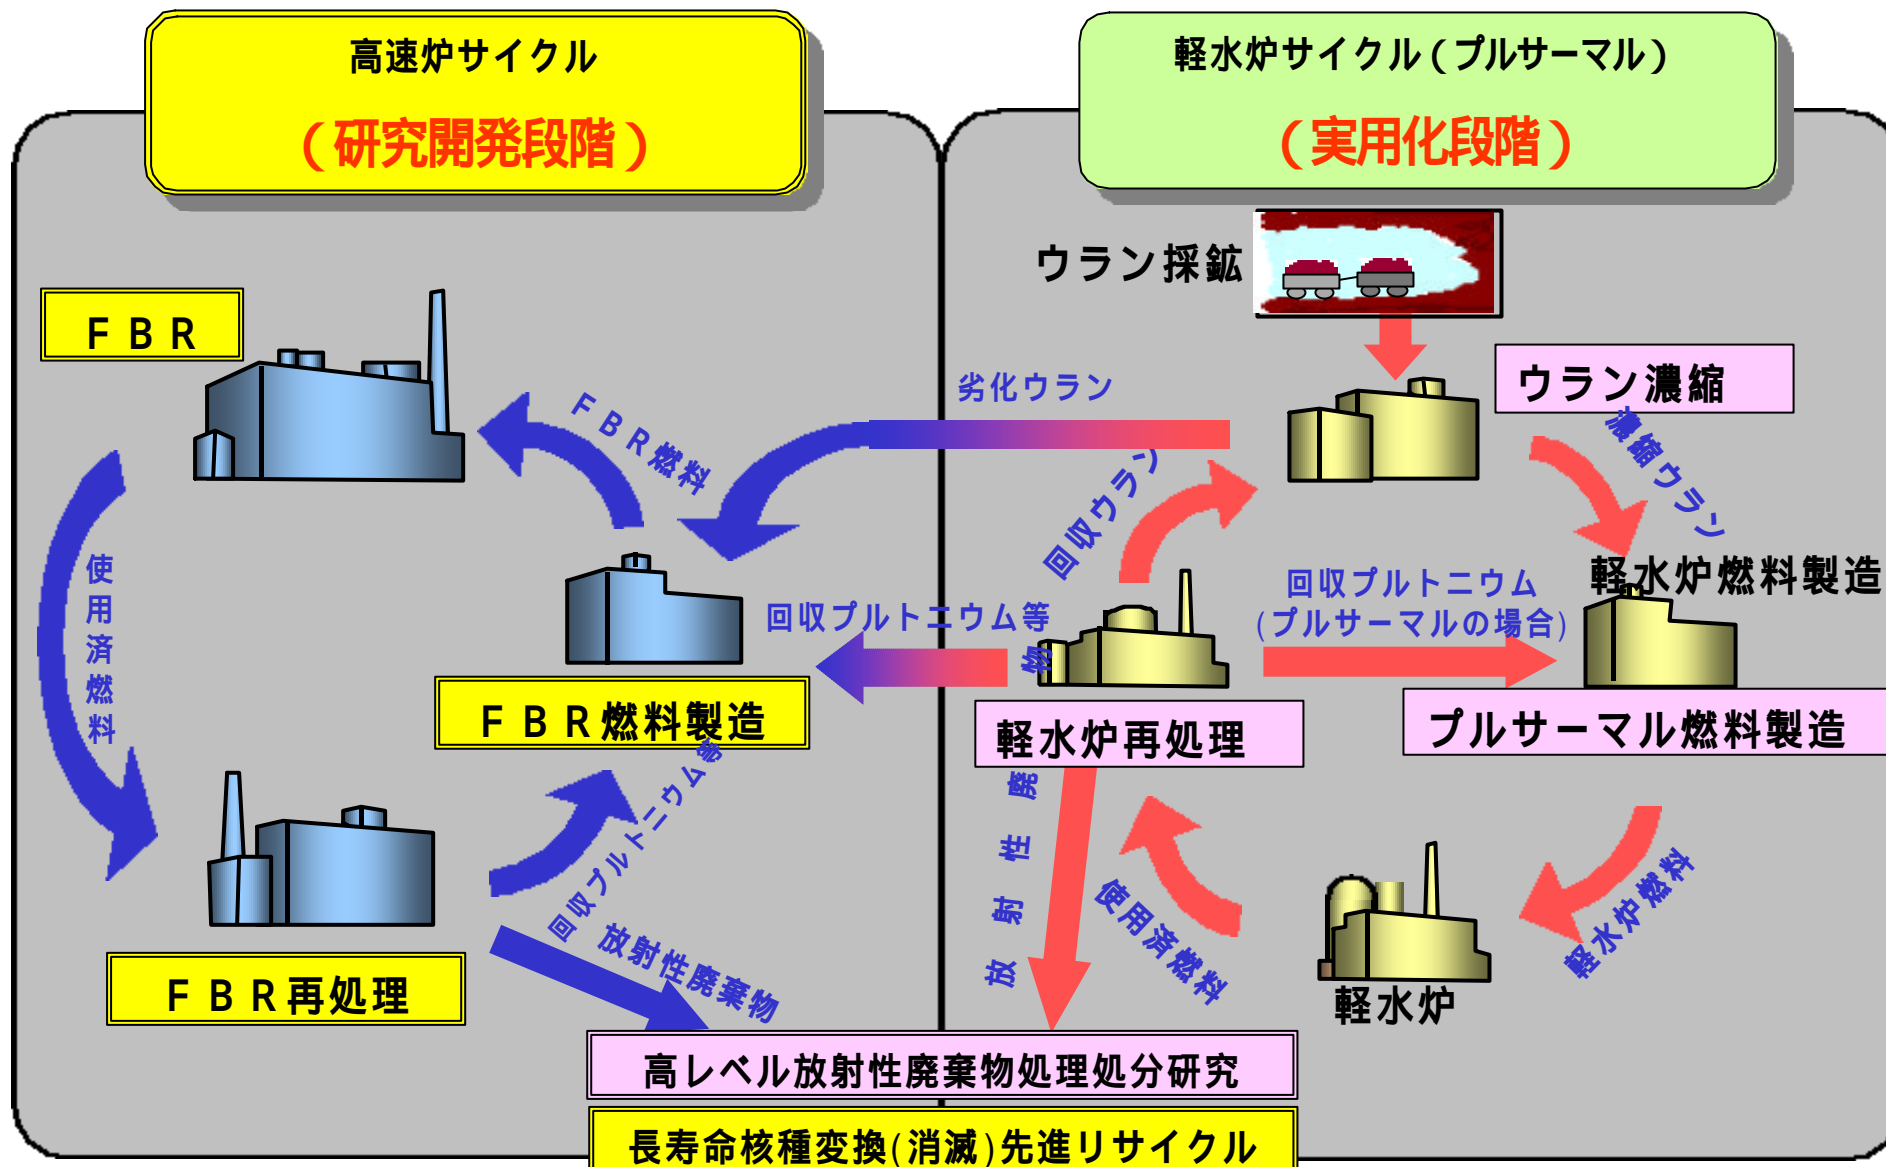 高速炉サイクル
（研究開発段階）
軽水炉サイクル（プルサーマル）
（実用化段階）
ウラン採鉱
ＦＢＲ
ウラン濃縮
劣化ウラン
ＦＢＲ燃料
濃縮ウラン
回収ウラン
使用済燃料
軽水炉燃料製造
回収プルトニウム
(プルサーマルの場合)
回収プルトニウム等
ＦＢＲ燃料製造
軽水炉再処理
プルサーマル燃料製造
回収プルトニウム等
放射性廃 物
使用済燃料
軽水炉燃料
放射性廃棄物
ＦＢＲ再処理
軽水炉
高レベル放射性廃棄物処理処分研究
長寿命核種変換(消滅)先進リサイクル